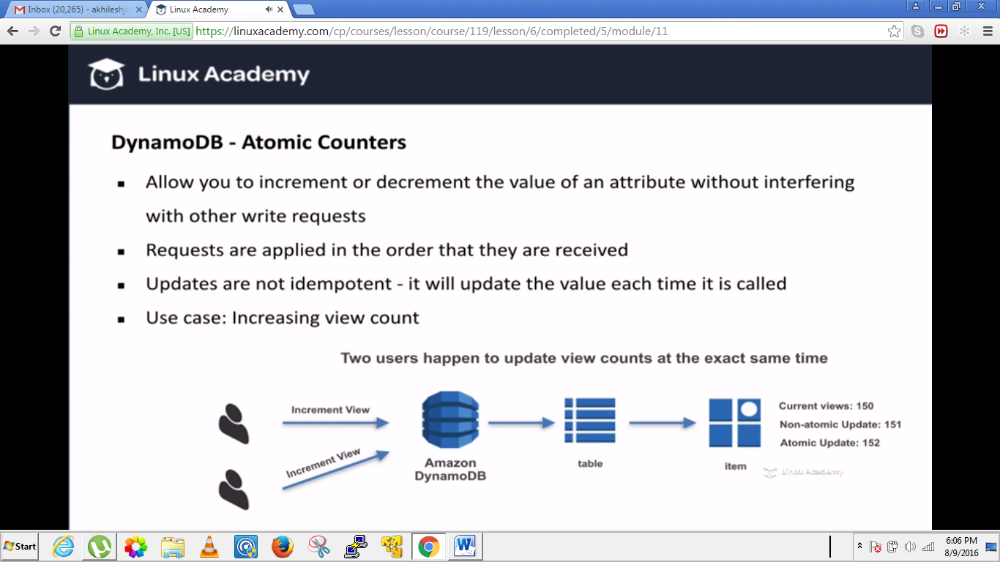 Inbox (20,265) - akhileshj
Linux Academy
Linux Academy, Inc. [US]
https://linuxacademy.com/cp/courses/lesson/course/119/lesson/6/completed/5/module/11
Linux Academy
DynamoDB - Atomic Counters
▪ Allow you to increment or decrement the value of an attribute without interfering
with other write requests
▪ Requests are applied in the order that they are received
▪ Updates are not idempotent - it will update the value each time it is called
▪ Use case: Increasing view count
Two users happen to update view counts at the exact same time
Increment View
Increment View
Amazon
DynamoDB
table
item
Current views: 150
Non-atomic Update: 151
Atomic Update: 152
Linux Academy
Start
6:06 PM
8/9/2016